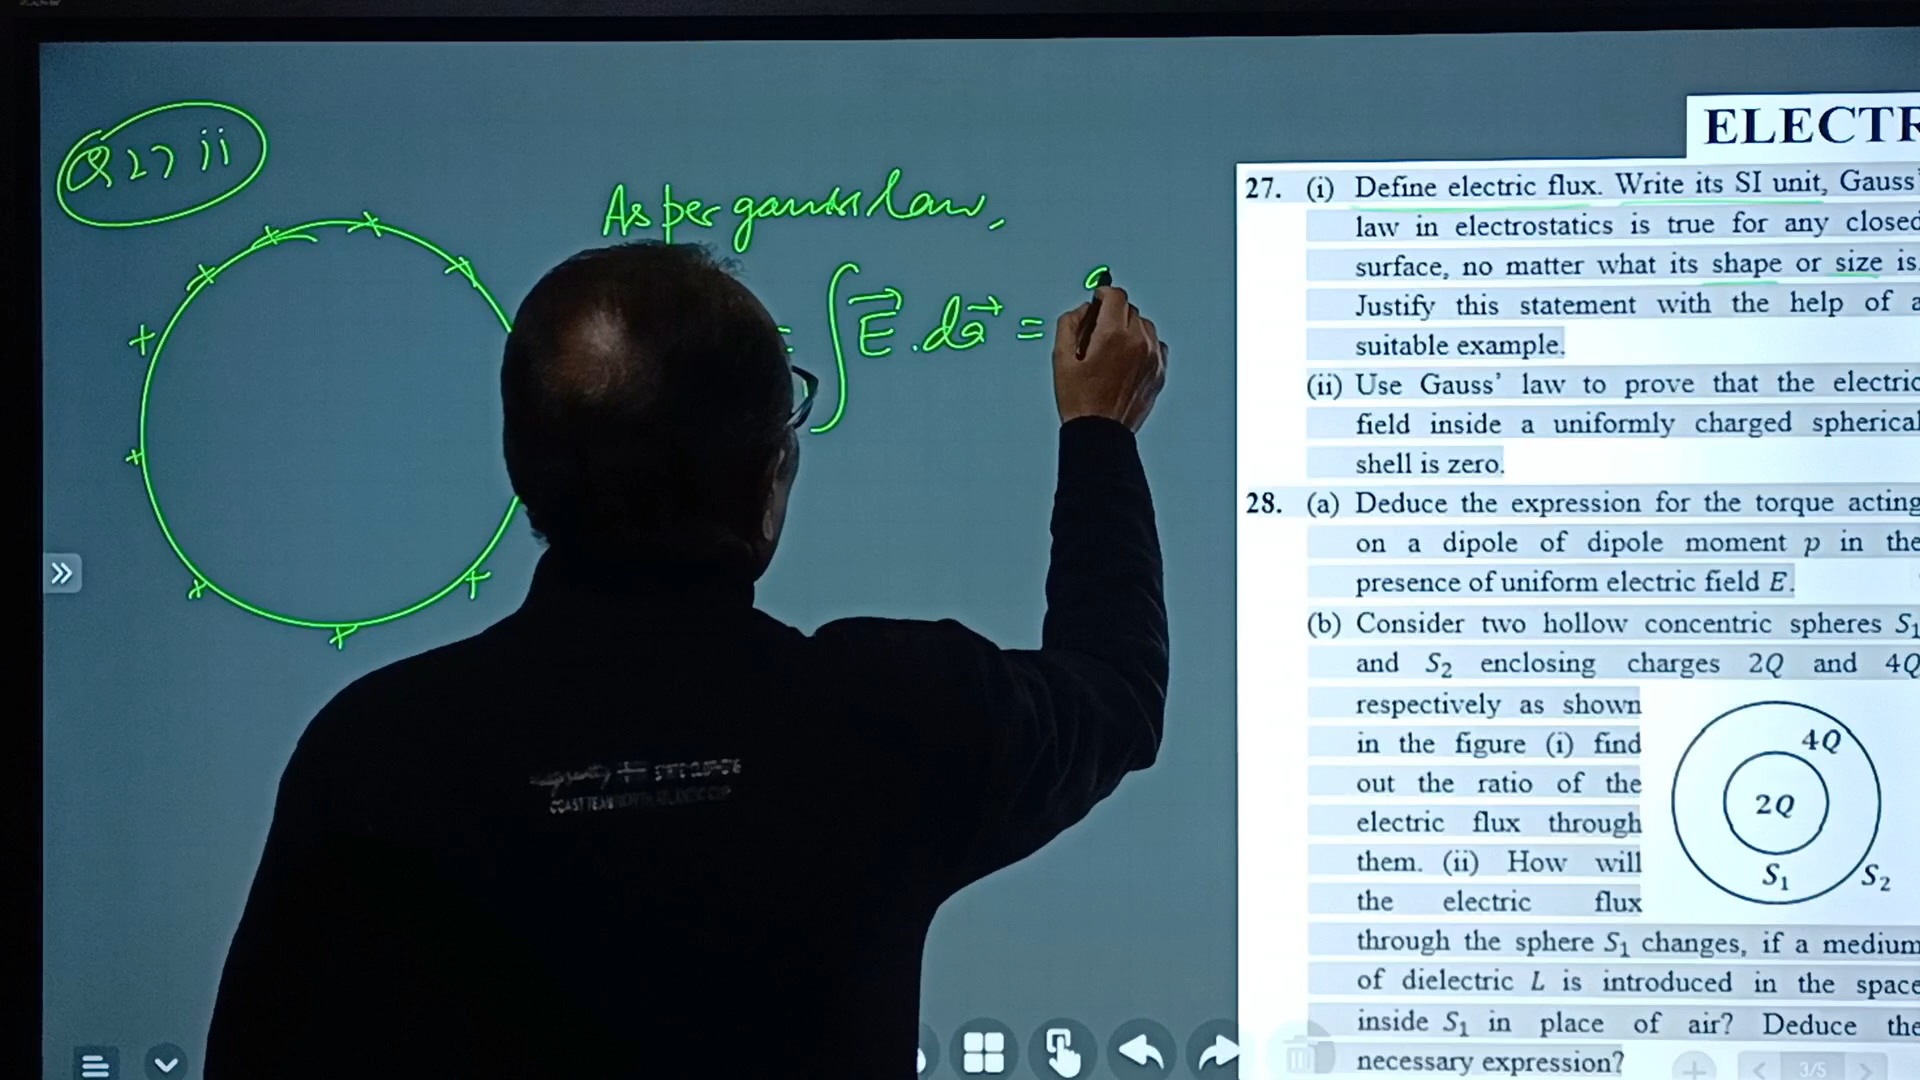 Q27 ii
As per gauss law,
= ∫ E⃗ . da⃗ =
ELECTR
27. (i) Define electric flux. Write its SI unit, Gauss'
law in electrostatics is true for any closed
surface, no matter what its shape or size is.
Justify this statement with the help of a
suitable example.
(ii) Use Gauss' law to prove that the electric
field inside a uniformly charged spherical
shell is zero.
28. (a) Deduce the expression for the torque acting
on a dipole of dipole moment p in the
presence of uniform electric field E.
(b) Consider two hollow concentric spheres S₁
and S₂ enclosing charges 2Q and 4Q
respectively as shown
in the figure (i) find
out the ratio of the
electric flux through
them. (ii) How will
the electric flux
through the sphere S₁ changes, if a medium
of dielectric L is introduced in the space
inside S₁ in place of air? Deduce the
necessary expression?
4Q
2Q
S₁
S₂
3/5